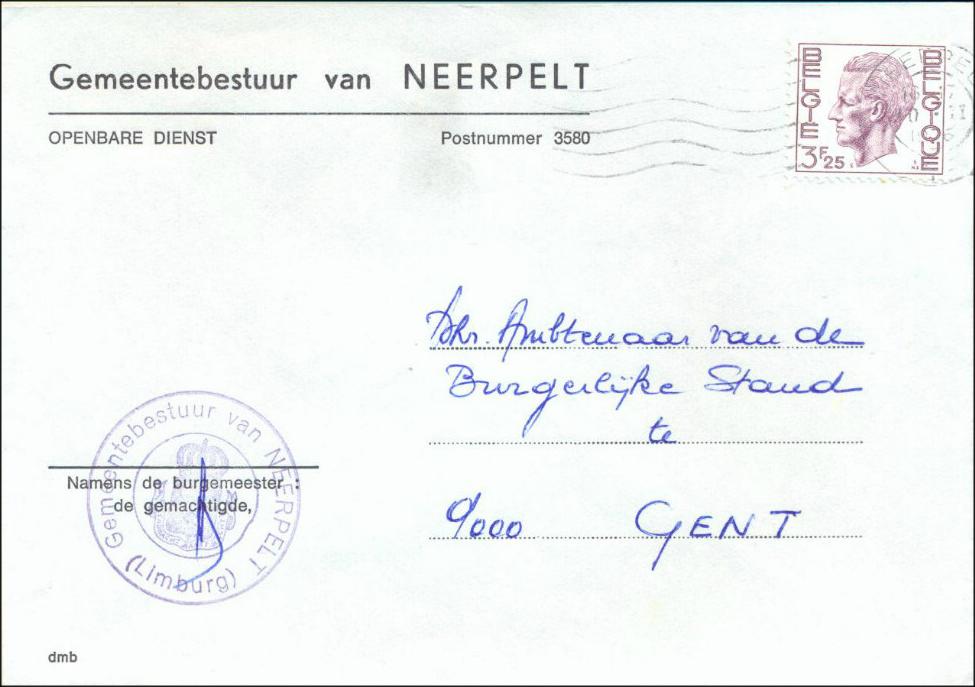 Gemeentebestuur van NEERPELT
OPENBARE DIENST Postnummer 3580
BELGIE BELGIQUE
3F25
Dhr. Ambtenaar van de
Burgerlijke Stand
te
9000 GENT
Gemeentebestuur van NEERPELT
(Limburg)
Namens de burgemeester :
de gemachtigde,
dmb